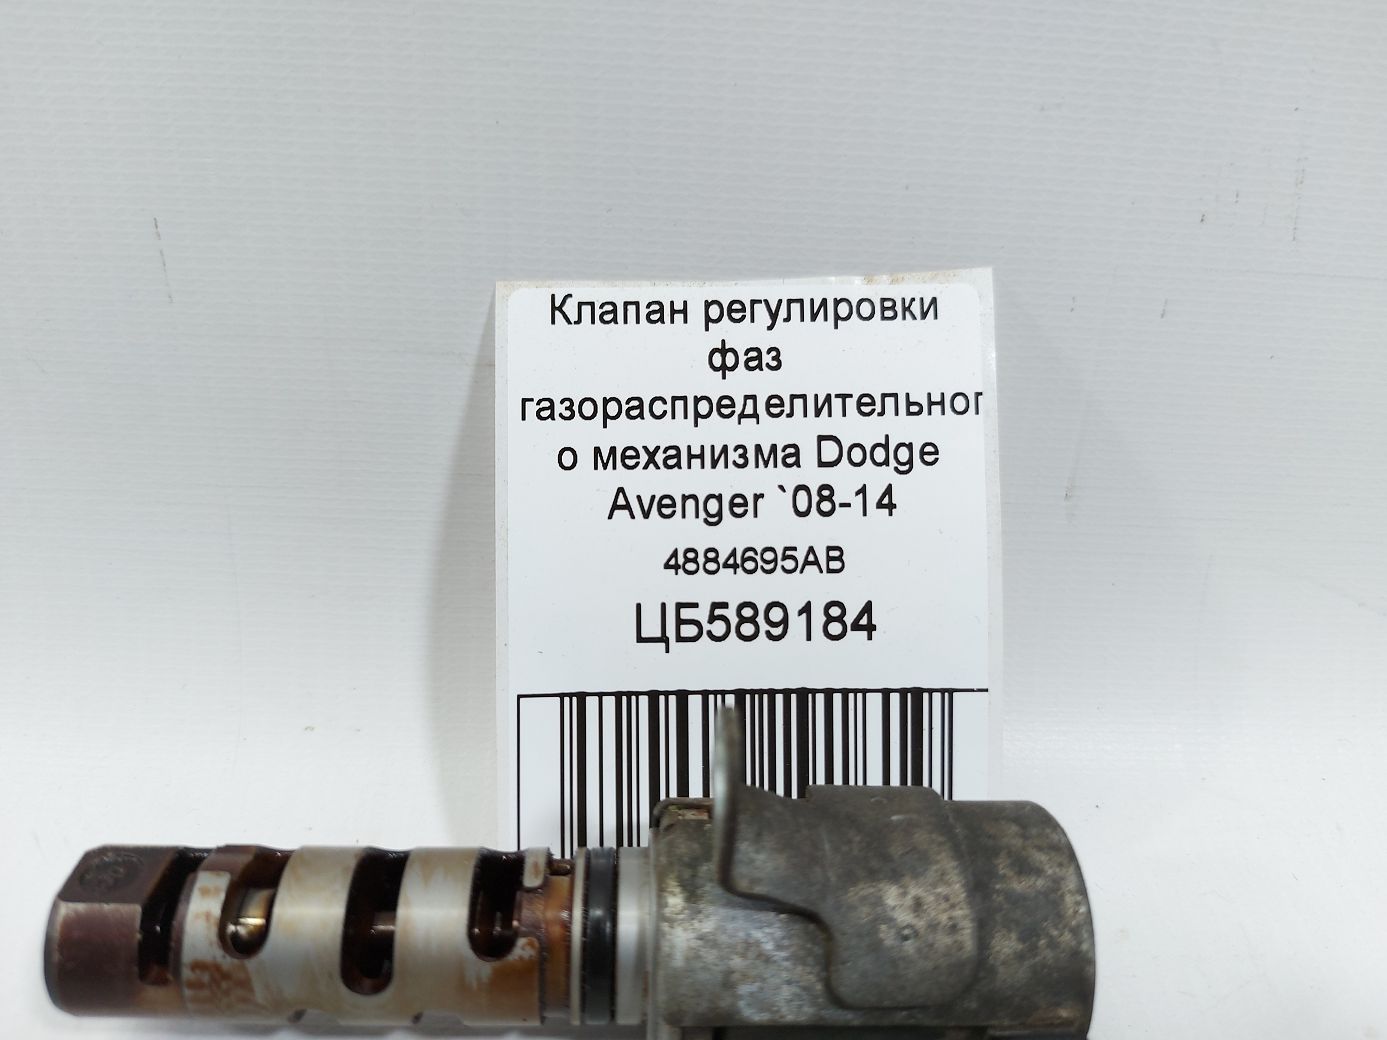 Клапан регулировки
фаз
газораспределительног
о механизма Dodge
Avenger `08-14
4884695AB
ЦБ589184